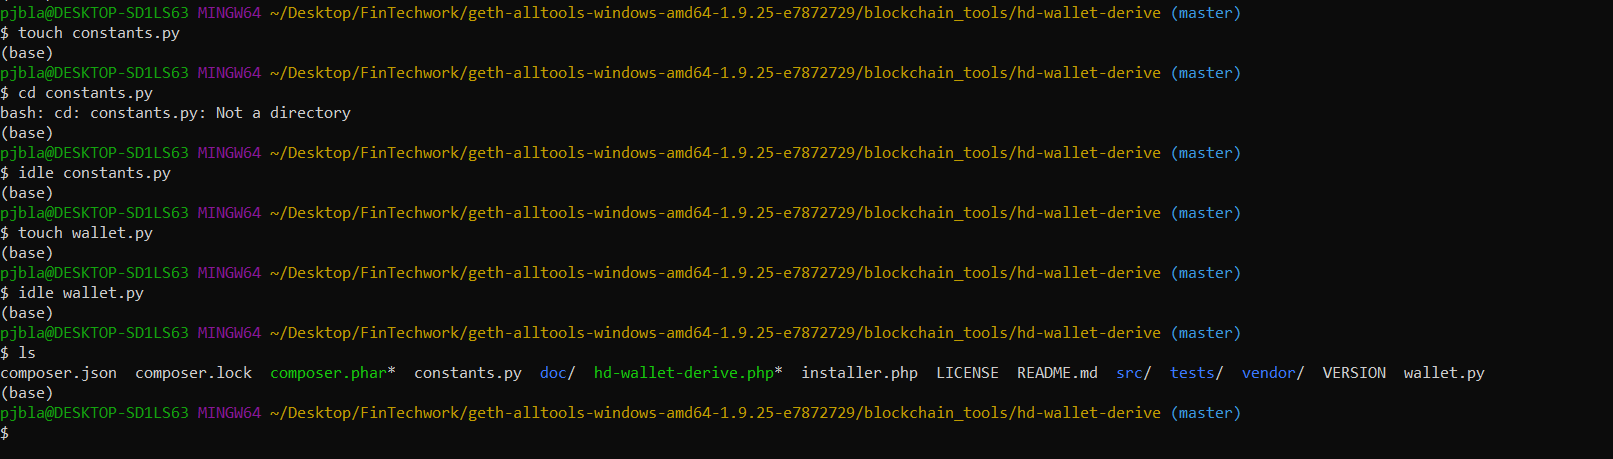 pjbla@DESKTOP-SD1LS63 MINGW64 ~/Desktop/FinTechwork/geth-alltools-windows-amd64-1.9.25-e7872729/blockchain_tools/hd-wallet-derive (master)
$ touch constants.py
(base)
pjbla@DESKTOP-SD1LS63 MINGW64 ~/Desktop/FinTechwork/geth-alltools-windows-amd64-1.9.25-e7872729/blockchain_tools/hd-wallet-derive (master)
$ cd constants.py
bash: cd: constants.py: Not a directory
(base)
pjbla@DESKTOP-SD1LS63 MINGW64 ~/Desktop/FinTechwork/geth-alltools-windows-amd64-1.9.25-e7872729/blockchain_tools/hd-wallet-derive (master)
$ idle constants.py
(base)
pjbla@DESKTOP-SD1LS63 MINGW64 ~/Desktop/FinTechwork/geth-alltools-windows-amd64-1.9.25-e7872729/blockchain_tools/hd-wallet-derive (master)
$ touch wallet.py
(base)
pjbla@DESKTOP-SD1LS63 MINGW64 ~/Desktop/FinTechwork/geth-alltools-windows-amd64-1.9.25-e7872729/blockchain_tools/hd-wallet-derive (master)
$ idle wallet.py
(base)
pjbla@DESKTOP-SD1LS63 MINGW64 ~/Desktop/FinTechwork/geth-alltools-windows-amd64-1.9.25-e7872729/blockchain_tools/hd-wallet-derive (master)
$ ls
composer.json  composer.lock  composer.phar*  constants.py  doc/  hd-wallet-derive.php*  installer.php  LICENSE  README.md  src/  tests/  vendor/  VERSION  wallet.py
(base)
pjbla@DESKTOP-SD1LS63 MINGW64 ~/Desktop/FinTechwork/geth-alltools-windows-amd64-1.9.25-e7872729/blockchain_tools/hd-wallet-derive (master)
$